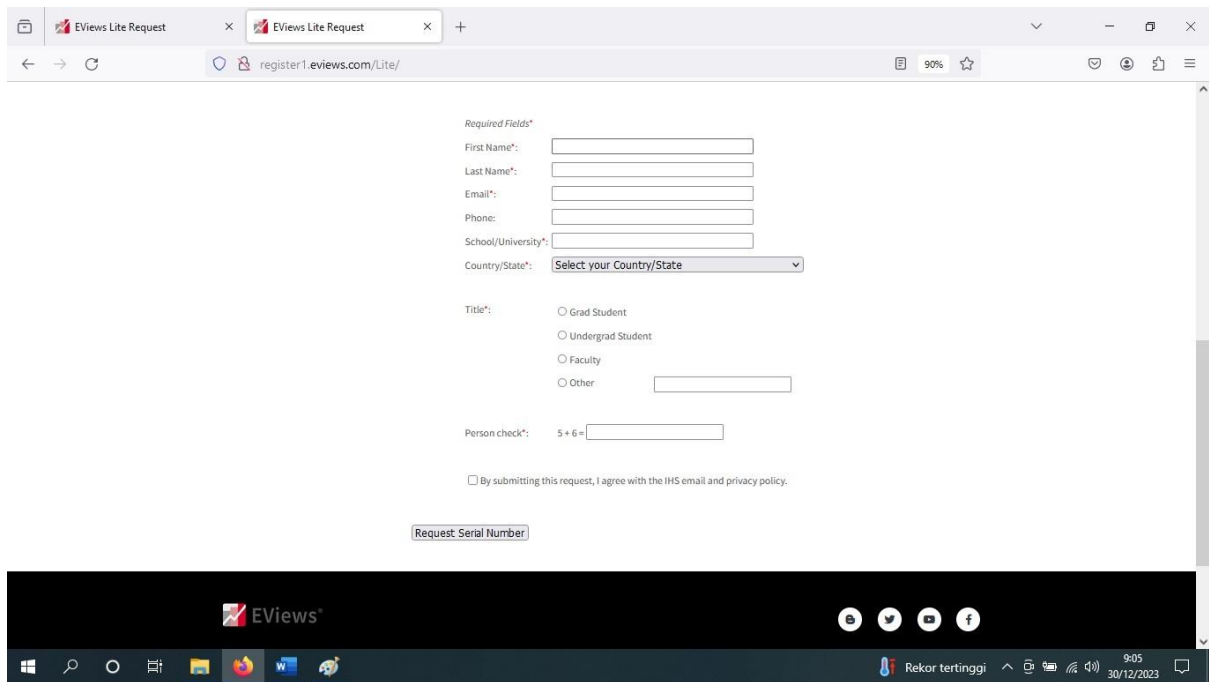 EViews Lite Request
EViews Lite Request
register1.eviews.com/Lite/
90%
Required Fields*
First Name*:
Last Name*:
Email*:
Phone:
School/University*:
Country/State*: Select your Country/State
Title*: Grad Student
Undergrad Student
Faculty
Other
Person check*: 5 + 6 =
By submitting this request, I agree with the IHS email and privacy policy.
Request Serial Number
EViews®
Rekor tertinggi
9:05
30/12/2023